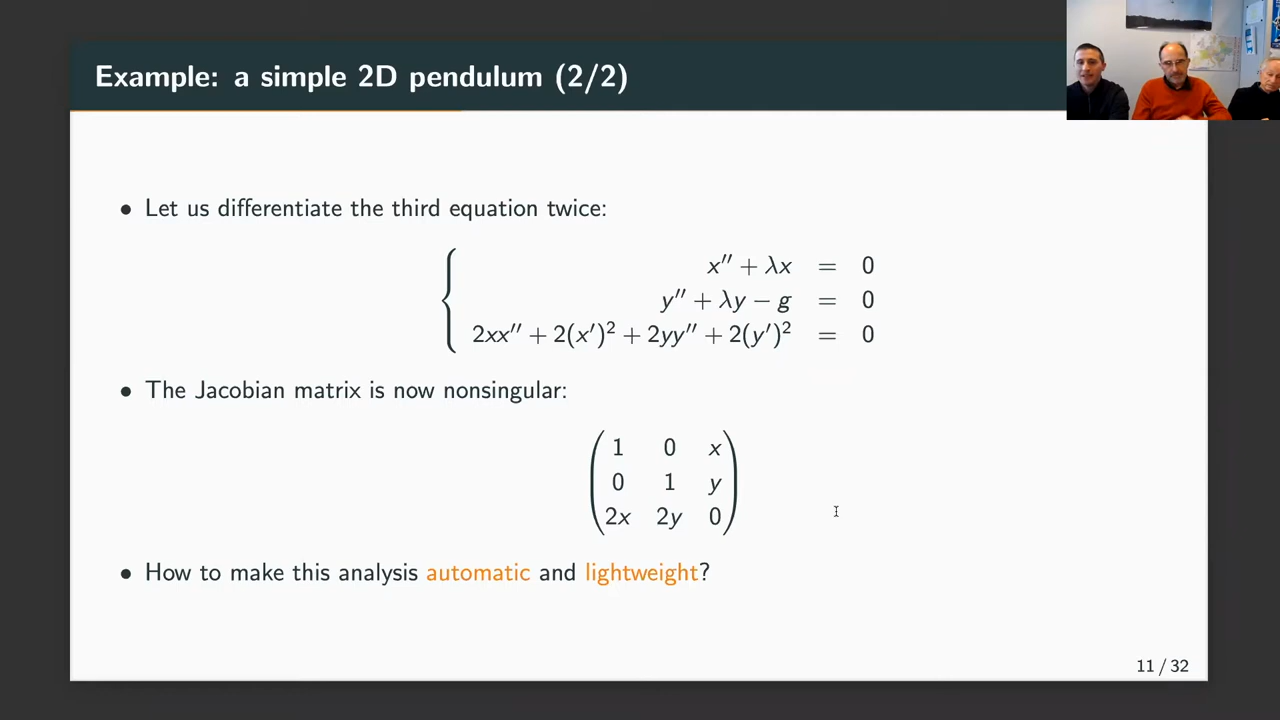 Example: a simple 2D pendulum (2/2)
• Let us differentiate the third equation twice:
x′′ + λx = 0
y′′ + λy − g = 0
2xx′′ + 2(x′)² + 2yy′′ + 2(y′)² = 0
• The Jacobian matrix is now nonsingular:
1 0 x
0 1 y
2x 2y 0
• How to make this analysis automatic and lightweight?
11 / 32